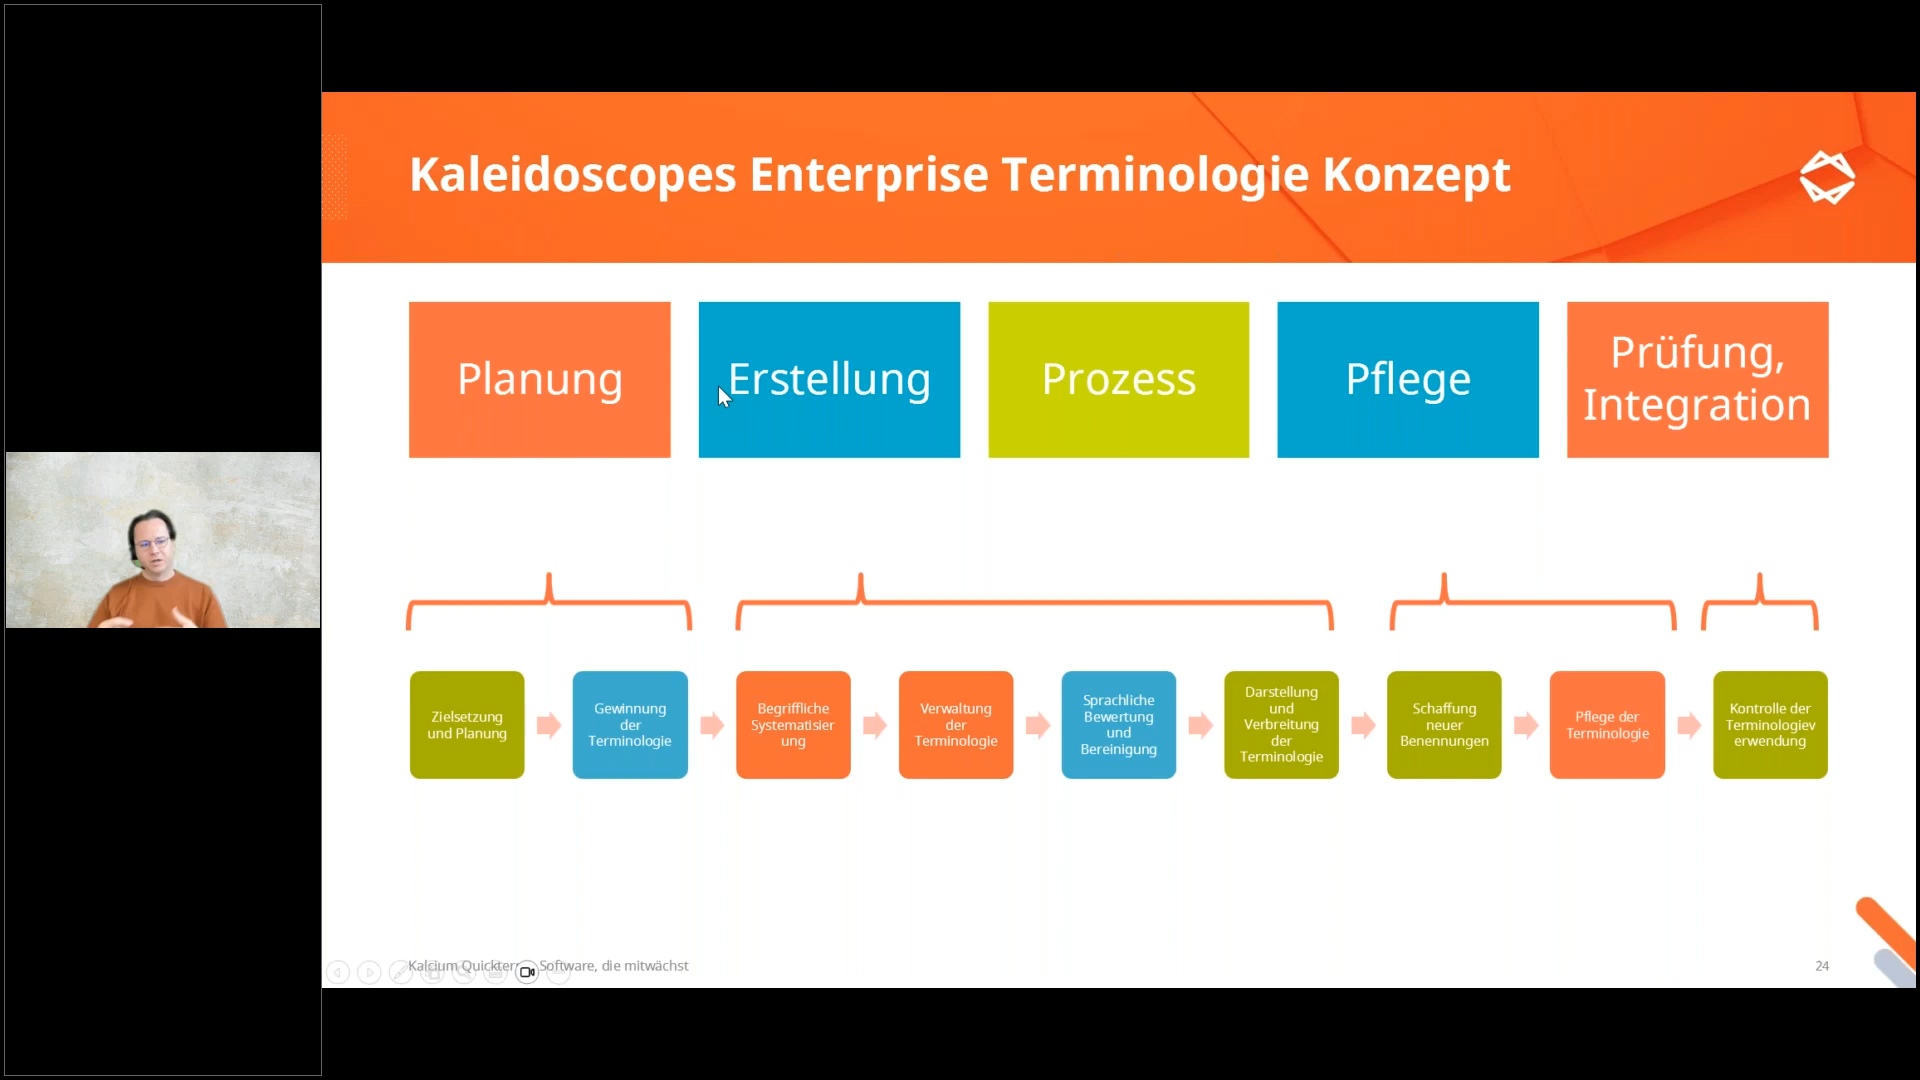 Kaleidoscopes Enterprise Terminologie Konzept
Planung
Erstellung
Prozess
Pflege
Prüfung,
Integration
Zielsetzung
und Planung
Gewinnung
der
Terminologie
Begriffliche
Systematisier
ung
Verwaltung
der
Terminologie
Sprachliche
Bewertung
und
Bereinigung
Darstellung
und
Verbreitung
der
Terminologie
Schaffung
neuer
Benennungen
Pflege der
Terminologie
Kontrolle der
Terminologiev
erwendung
Kalcium Quickter Software, die mitwächst
24